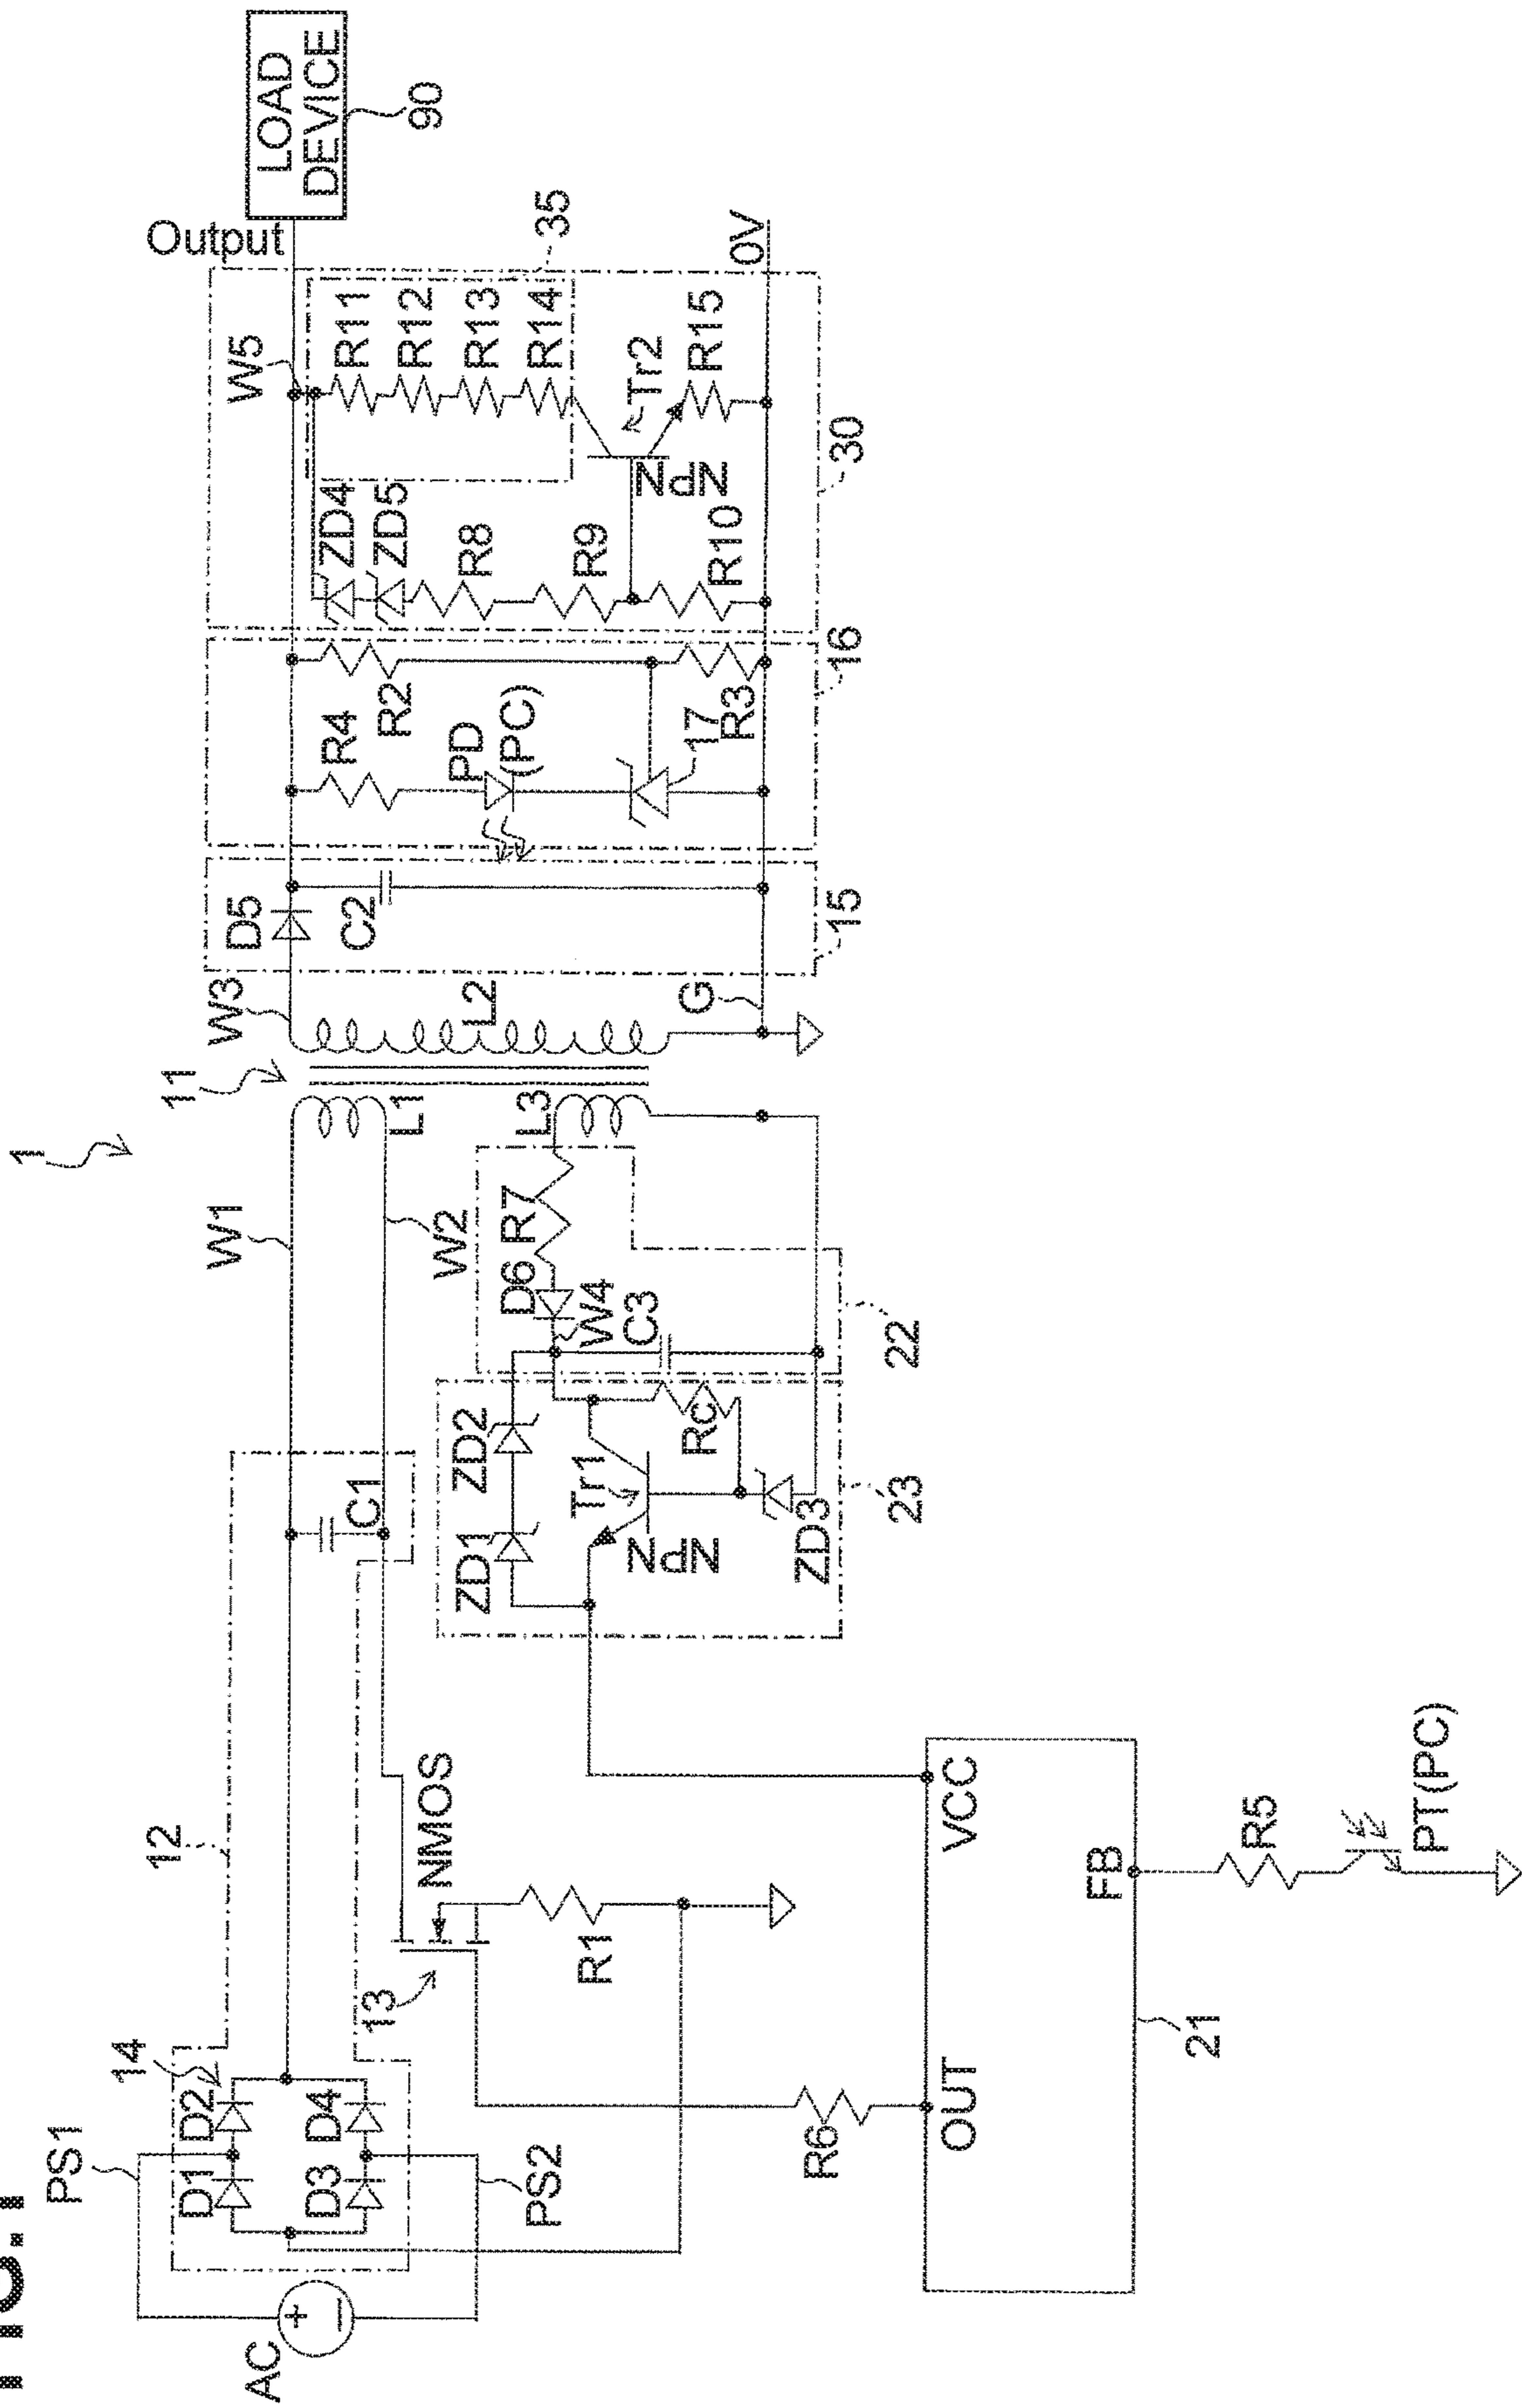 FIG.1
1
11
W1
W2
W3
W4
W5
L1
L2
L3
G
Output
0V
LOAD
DEVICE
90
35
30
16
15
R11
R12
R13
R14
R15
Tr2
NPN
ZD4
ZD5
R8
R9
R10
R2
R3
R4
PD
(PC)
17
D5
C2
R7
D6
C3
22
23
ZD2
ZD1
Tr1
NPN
Rc
ZD3
C1
12
14
PS1
PS2
D1
D2
D3
D4
AC
+
13
NMOS
R1
R6
OUT
VCC
FB
21
R5
PT(PC)